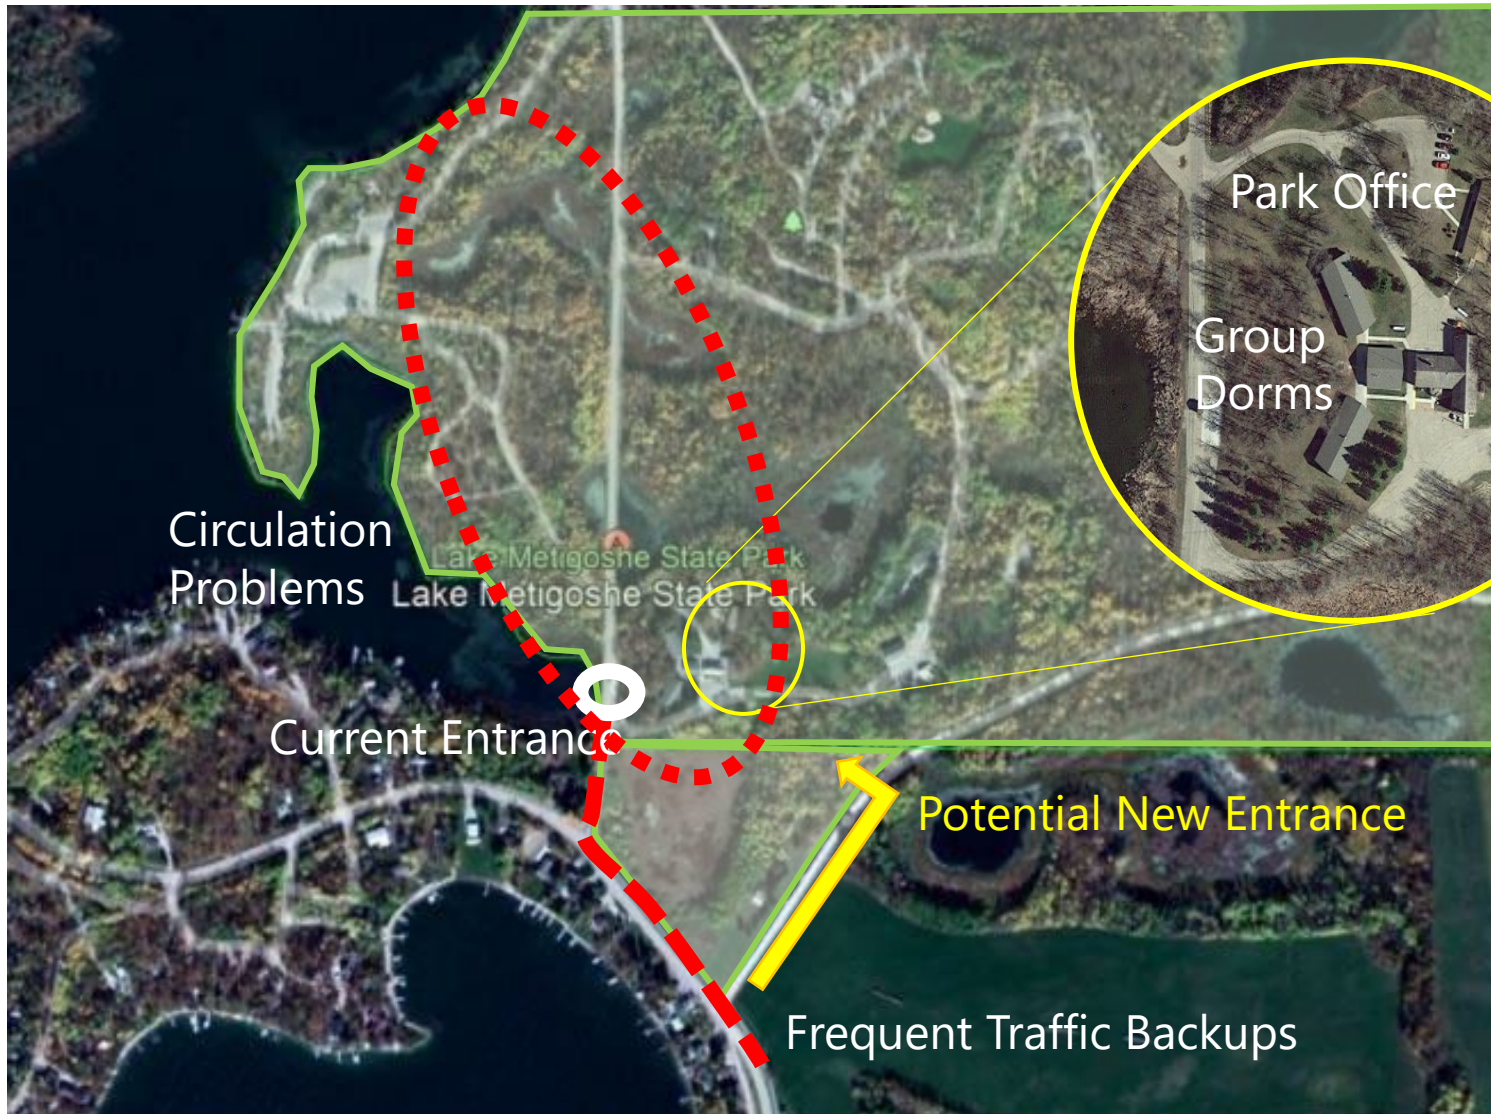 Park Office
Group
Dorms
Circulation
Problems
Lake Metigoshe State Park
Lake Metigoshe State Park
Current Entrance
Potential New Entrance
Frequent Traffic Backups